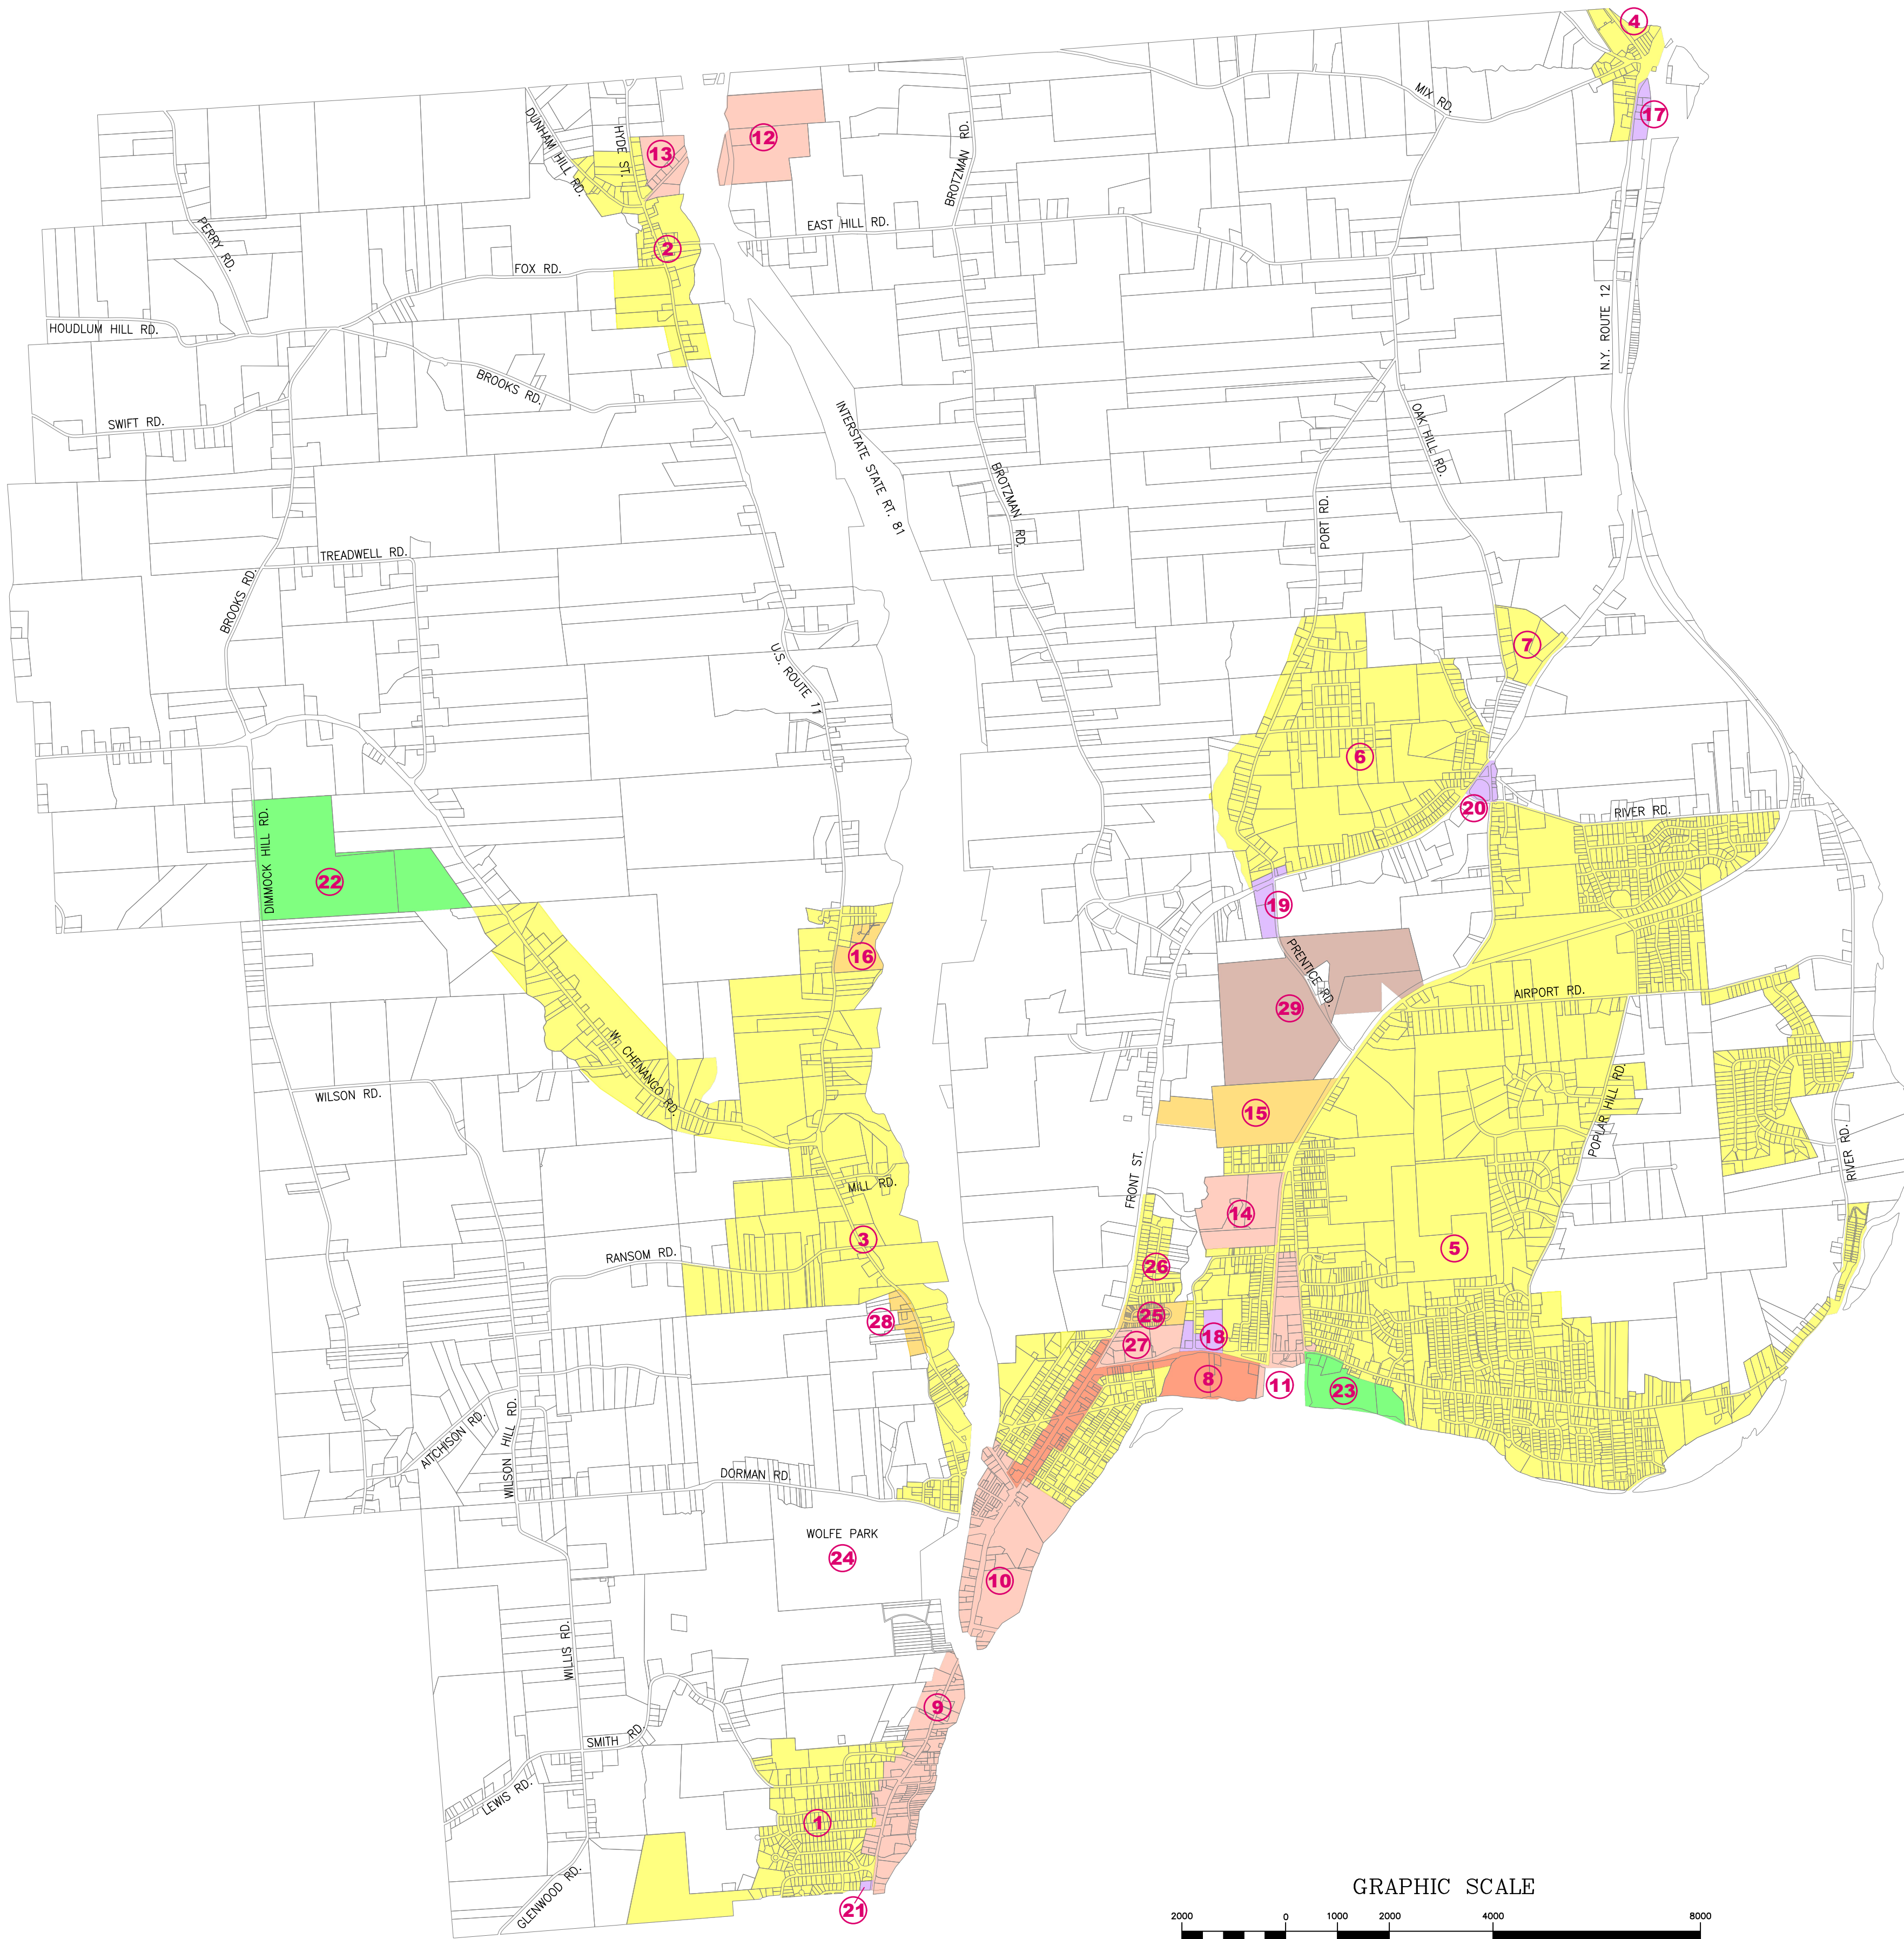 4
MIX RD.
17
DUNHAM HILL RD.
HYDE ST.
13
12
BROTZMAN RD.
PERRY RD.
2
EAST HILL RD.
FOX RD.
HOUDLUM HILL RD.
N.Y. ROUTE 12
BROOKS RD.
SWIFT RD.
INTERSTATE STATE RT. 81
OAK HILL RD.
BROTZMAN RD.
PORT RD.
TREADWELL RD.
BROOKS RD.
7
U.S. ROUTE 11
6
20
RIVER RD.
DIMMOCK HILL RD.
22
19
16
PRENTICE RD.
29
AIRPORT RD.
W. CHENANGO RD.
WILSON RD.
15
POPLAR HILL RD.
RIVER RD.
FRONT ST.
MILL RD.
14
3
RANSOM RD.
5
26
28
25
18
27
8
11
23
AITCHISON RD.
WILSON HILL RD.
DORMAN RD.
WOLFE PARK
24
10
WILLIS RD.
9
SMITH RD.
LEWIS RD.
1
GLENWOOD RD.
21
GRAPHIC SCALE
2000 0 1000 2000 4000 8000